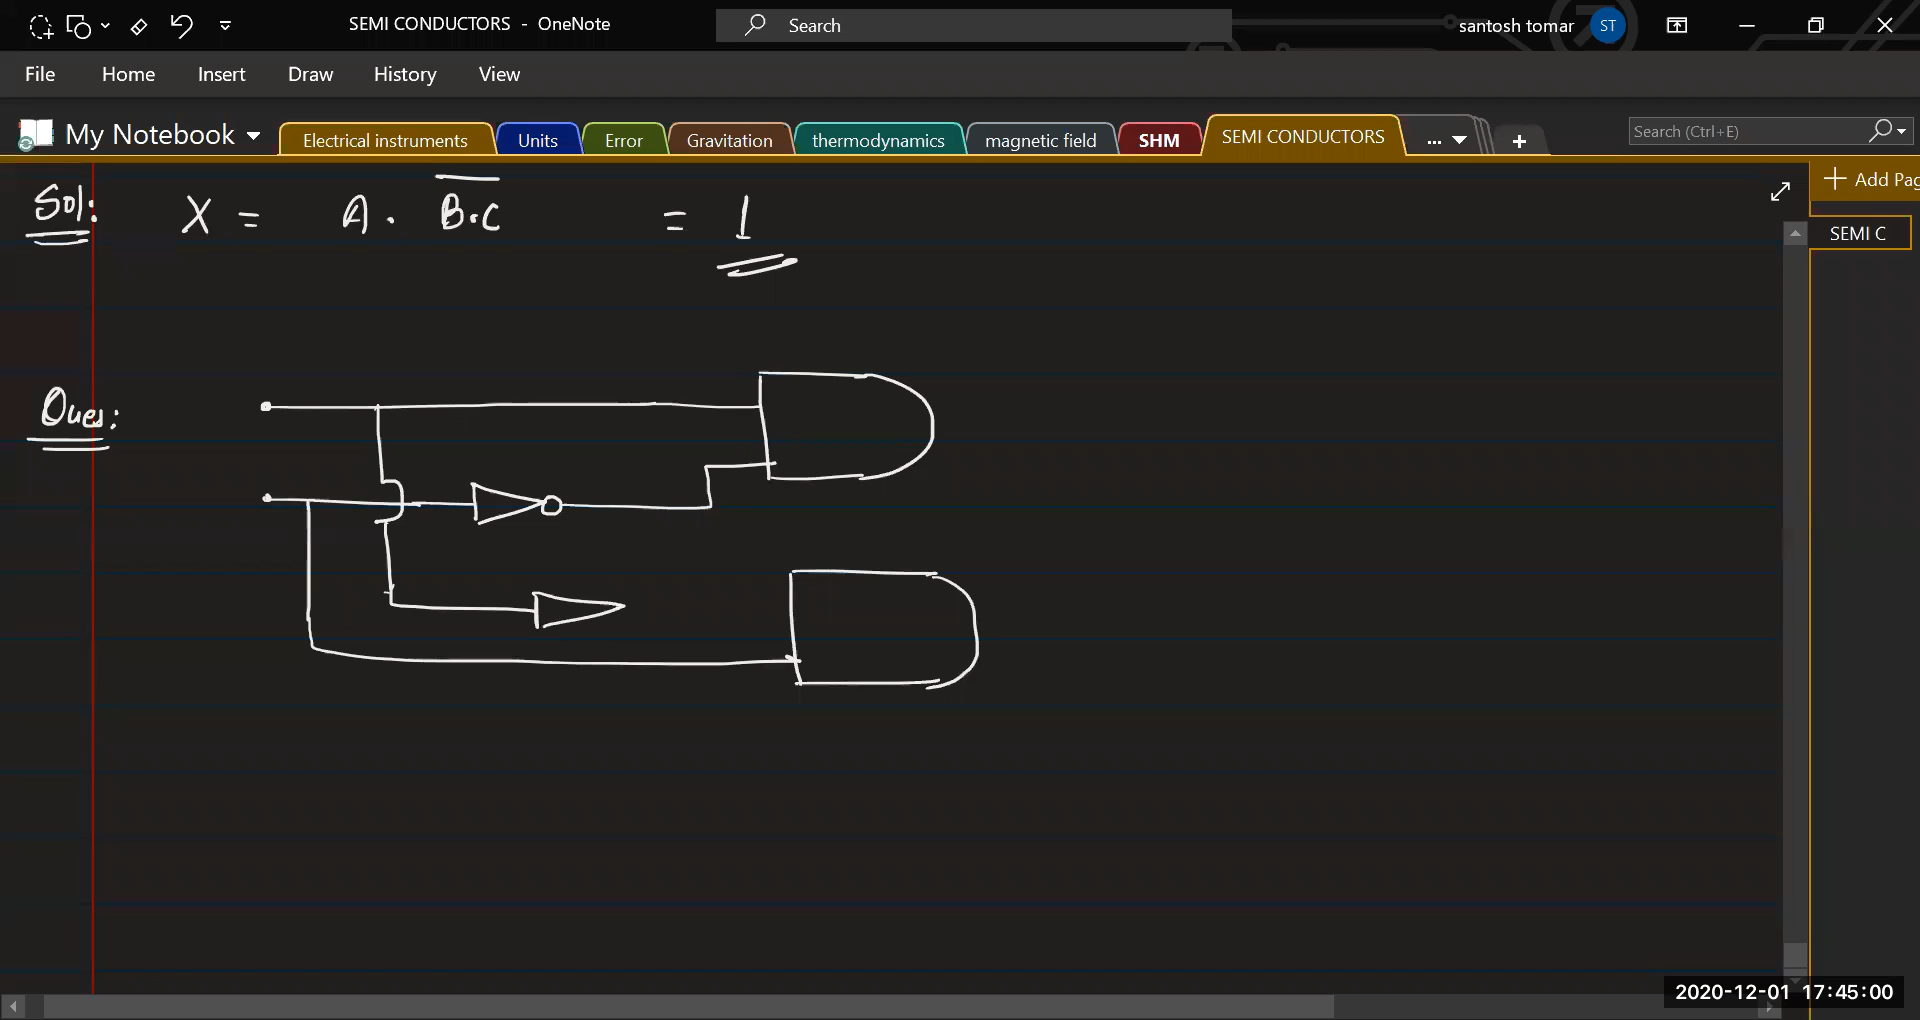 SEMI CONDUCTORS - OneNote
Search
santosh tomar
ST
File Home Insert Draw History View
My Notebook
Electrical instruments
Units
Error
Gravitation
thermodynamics
magnetic field
SHM
SEMI CONDUCTORS
...
+
Search (Ctrl+E)
+ Add Pag
SEMI C
Sol: X = A . \overline{B.C} = 1
Ques:
2020-12-01 17:45:00